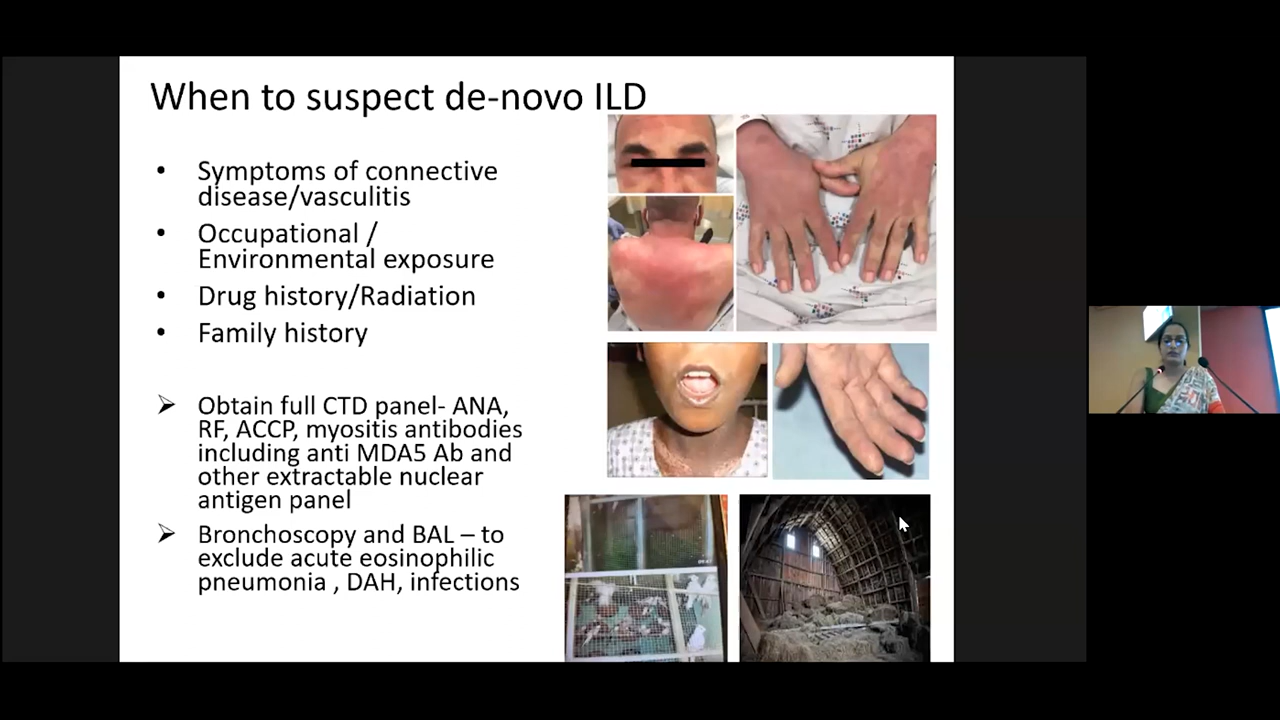 When to suspect de-novo ILD
• Symptoms of connective
disease/vasculitis
• Occupational /
Environmental exposure
• Drug history/Radiation
• Family history
➢ Obtain full CTD panel- ANA,
RF, ACCP, myositis antibodies
including anti MDA5 Ab and
other extractable nuclear
antigen panel
➢ Bronchoscopy and BAL – to
exclude acute eosinophilic
pneumonia , DAH, infections